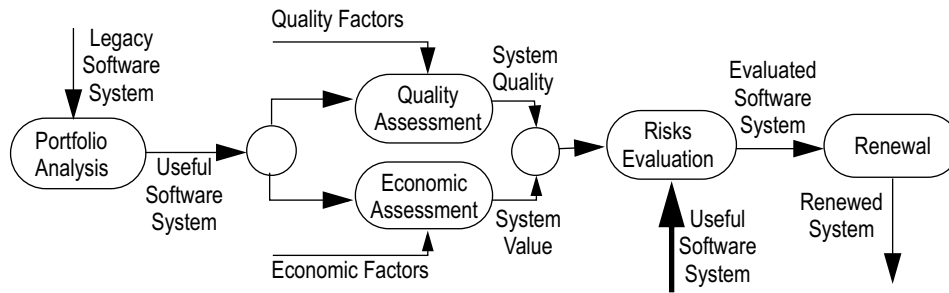 Legacy
Software
System
Portfolio
Analysis
Useful
Software
System
Quality Factors
Quality
Assessment
System
Quality
Economic
Assessment
System
Value
Economic Factors
Risks
Evaluation
Useful
Software
System
Evaluated
Software
System
Renewal
Renewed
System